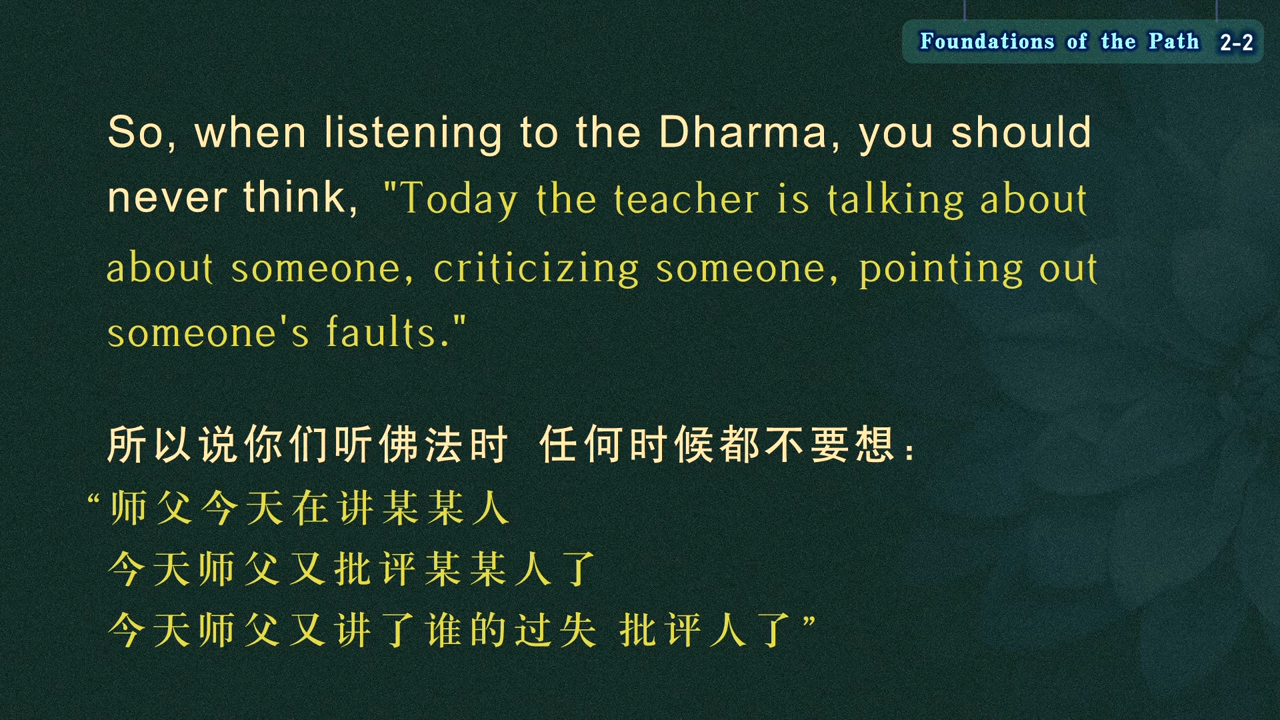 Foundations of the Path 2-2
So, when listening to the Dharma, you should
never think, "Today the teacher is talking about
about someone, criticizing someone, pointing out
someone's faults."
所以说你们听佛法时 任何时候都不要想：
“师父今天在讲某某人
今天师父又批评某某人了
今天师父又讲了谁的过失 批评人了”